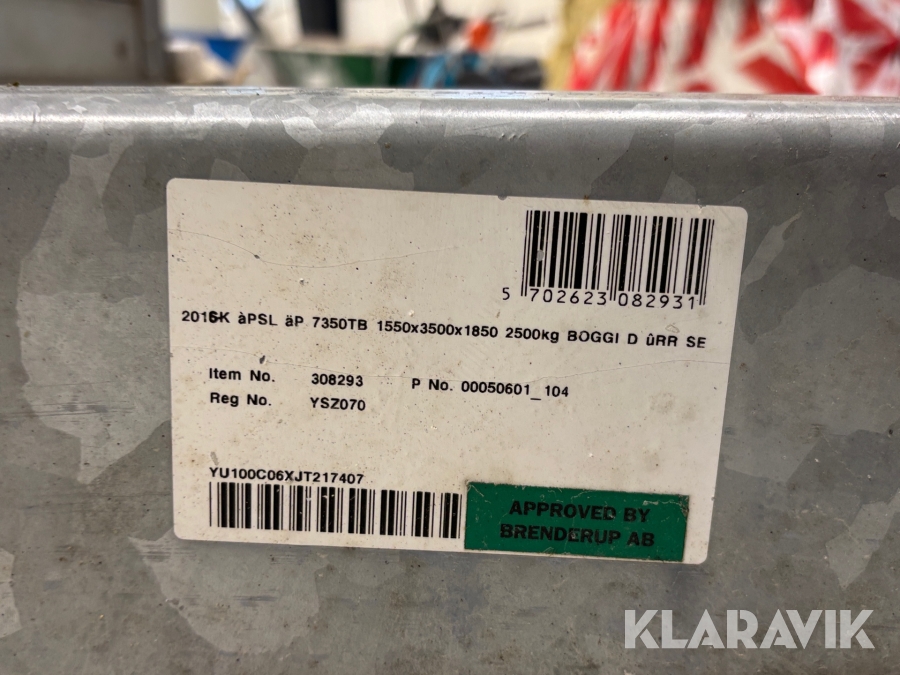 5 702623 082931
2016-K àPSL äP 7350TB 1550x3500x1850 2500kg BOGGI D ûRR SE
Item No. 308293 P No. 00050601_104
Reg No. YSZ070
YU100C06XJT217407
APPROVED BY
BRENDERUP AB
KLARAVIK